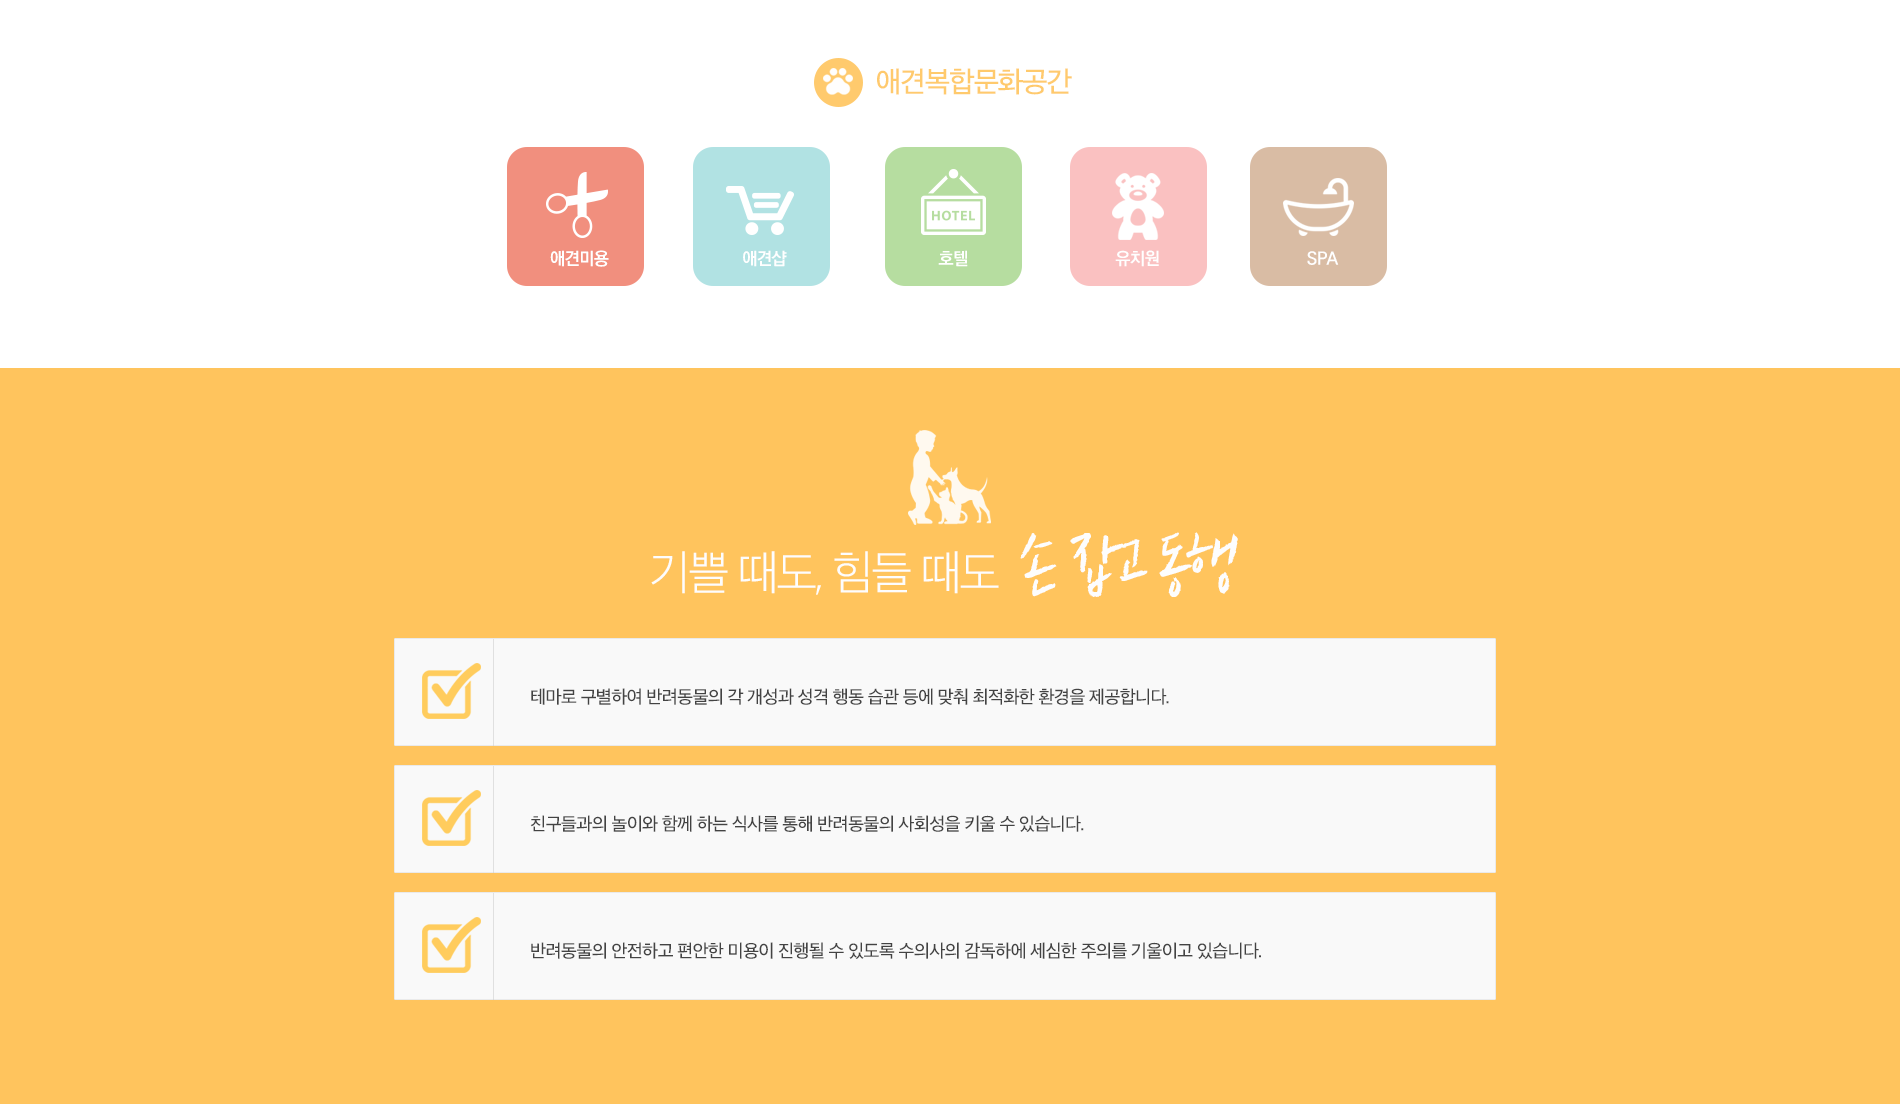 애견복합문화공간
애견미용
애견샵
HOTEL
호텔
유치원
SPA
기쁠 때도, 힘들 때도 손 잡고 동행
테마로 구별하여 반려동물의 각 개성과 성격 행동 습관 등에 맞춰 최적화한 환경을 제공합니다.
친구들과의 놀이와 함께 하는 식사를 통해 반려동물의 사회성을 키울 수 있습니다.
반려동물의 안전하고 편안한 미용이 진행될 수 있도록 수의사의 감독하에 세심한 주의를 기울이고 있습니다.